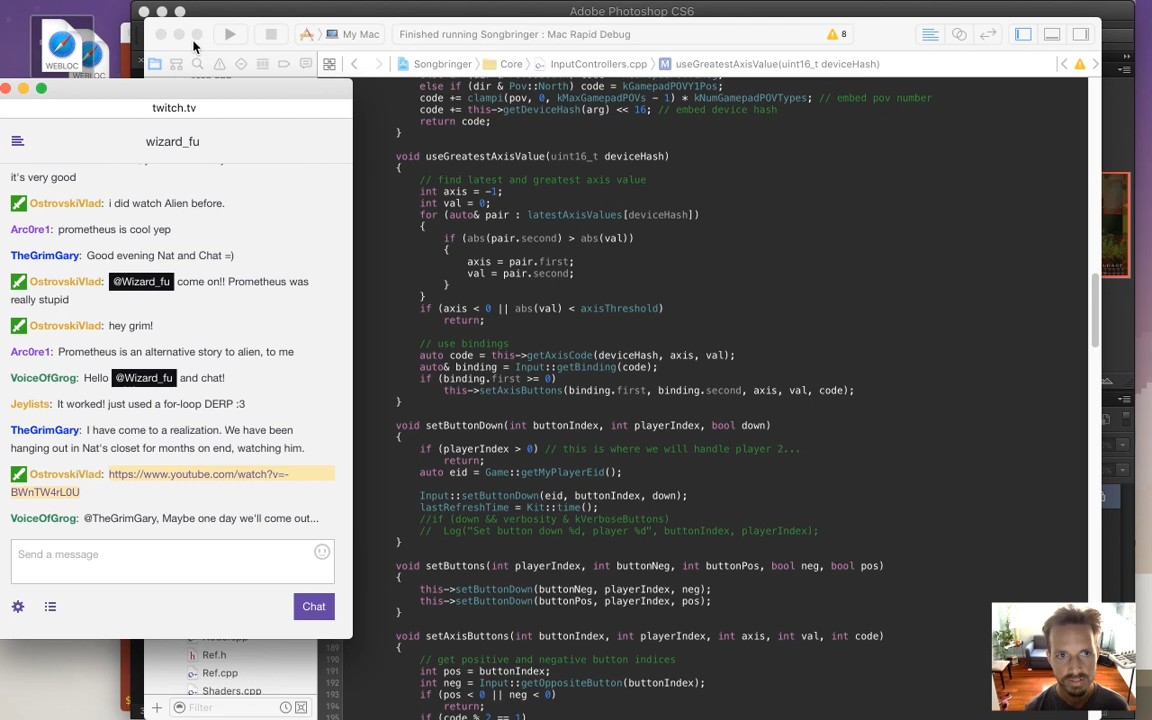 Adobe Photoshop CS6
WEBLOC
WEBLOC
My Mac
Finished running Songbringer : Mac Rapid Debug
8
Songbringer
Core
InputControllers.cpp
useGreatestAxisValue(uint16_t deviceHash)
twitch.tv
wizard_fu
it's very good
OstrovskiVlad: i did watch Alien before.
Arc0re1: prometheus is cool yep
TheGrimGary: Good evening Nat and Chat =)
OstrovskiVlad: @Wizard_fu come on!! Prometheus was
really stupid
OstrovskiVlad: hey grim!
Arc0re1: Prometheus is an alternative story to alien, to me
VoiceOfGrog: Hello @Wizard_fu and chat!
Jeylists: It worked! just used a for-loop DERP :3
TheGrimGary: I have come to a realization. We have been
hanging out in Nat's closet for months on end, watching him.
OstrovskiVlad: https://www.youtube.com/watch?v=-
BWnTW4rL0U
VoiceOfGrog: @TheGrimGary, Maybe one day we'll come out...
Send a message
Chat
Ref.h
Ref.cpp
Shaders.cpp
Filter
else if (dir & Pov::North) code = kGamepadPOVY1Pos;
code += clampi(pov, 0, kMaxGamepadPOVs - 1) * kNumGamepadPOVTypes; // embed pov number
code += this->getDeviceHash(arg) << 16; // embed device hash
return code;
}
void useGreatestAxisValue(uint16_t deviceHash)
{
// find latest and greatest axis value
int axis = -1;
int val = 0;
for (auto& pair : latestAxisValues[deviceHash])
{
if (abs(pair.second) > abs(val))
{
axis = pair.first;
val = pair.second;
}
}
if (axis < 0 || abs(val) < axisThreshold)
return;
// use bindings
auto code = this->getAxisCode(deviceHash, axis, val);
auto& binding = Input::getBinding(code);
if (binding.first >= 0)
this->setAxisButtons(binding.first, binding.second, axis, val, code);
}
void setButtonDown(int buttonIndex, int playerIndex, bool down)
{
if (playerIndex > 0) // this is where we will handle player 2...
return;
auto eid = Game::getMyPlayerEid();
Input::setButtonDown(eid, buttonIndex, down);
lastRefreshTime = Kit::time();
//if (down && verbosity & kVerboseButtons)
// Log("Set button down %d, player %d", buttonIndex, playerIndex);
}
void setButtons(int playerIndex, int buttonNeg, int buttonPos, bool neg, bool pos)
{
this->setButtonDown(buttonNeg, playerIndex, neg);
this->setButtonDown(buttonPos, playerIndex, pos);
}
void setAxisButtons(int buttonIndex, int playerIndex, int axis, int val, int code)
{
189
190 // get positive and negative button indices
191 int pos = buttonIndex;
192 int neg = Input::getOppositeButton(buttonIndex);
193 if (pos < 0 || neg < 0)
194 return;
195 if (code % 2 == 1)